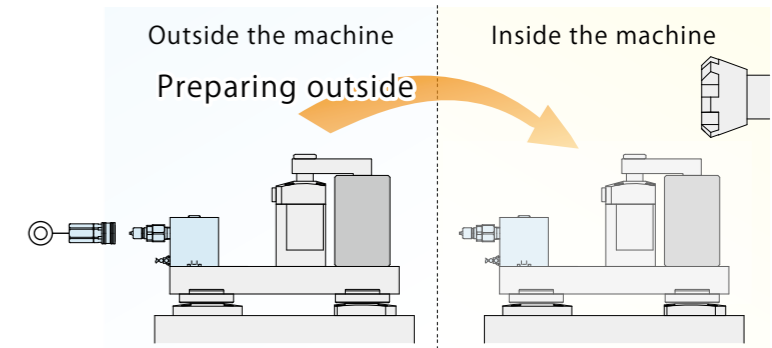 Outside the machine
Inside the machine
Preparing outside